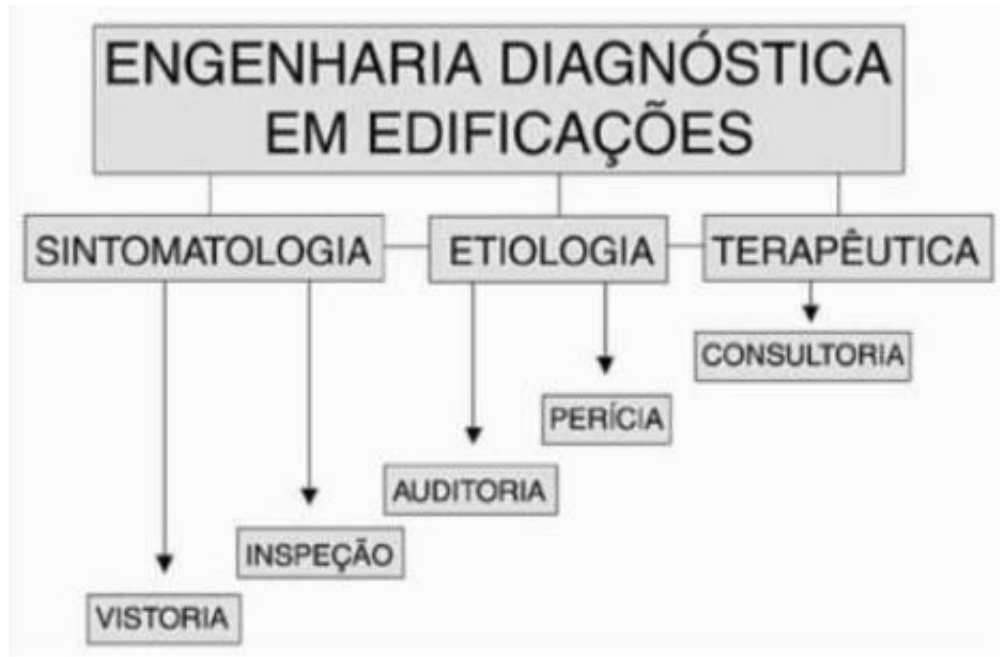 ENGENHARIA DIAGNÓSTICA
EM EDIFICAÇÕES
SINTOMATOLOGIA
ETIOLOGIA
TERAPÊUTICA
CONSULTORIA
PERÍCIA
AUDITORIA
INSPEÇÃO
VISTORIA